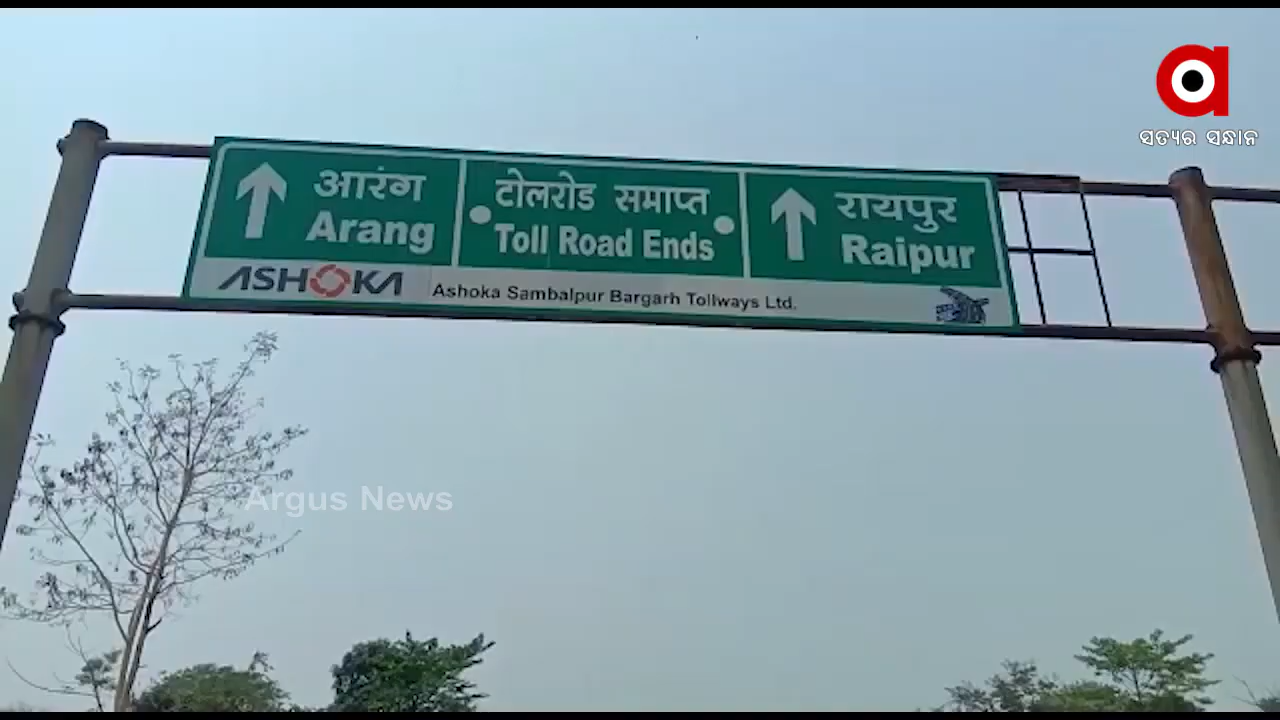 ସତ୍ୟର ସନ୍ଧାନ
आरंग
Arang
टोलरोड समाप्त
Toll Road Ends
रायपुर
Raipur
ASHOKA
Ashoka Sambalpur Bargarh Tollways Ltd.
Argus News